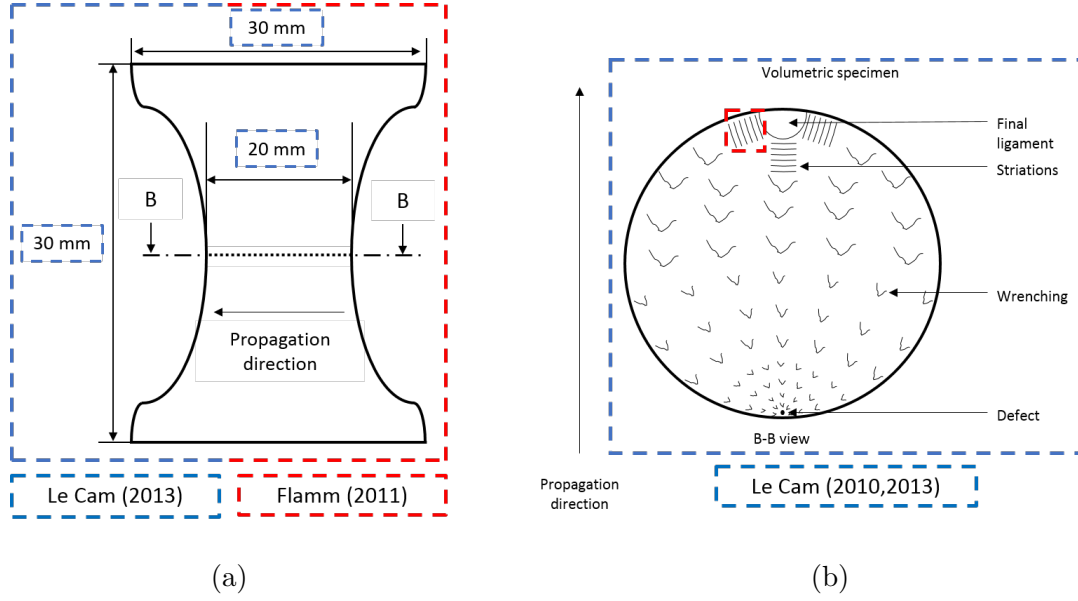 30 mm
20 mm
B
B
30 mm
Propagation
direction
Le Cam (2013)
Flamm (2011)
(a)
Volumetric specimen
Final
ligament
Striations
Wrenching
Defect
B-B view
Propagation
direction
Le Cam (2010,2013)
(b)